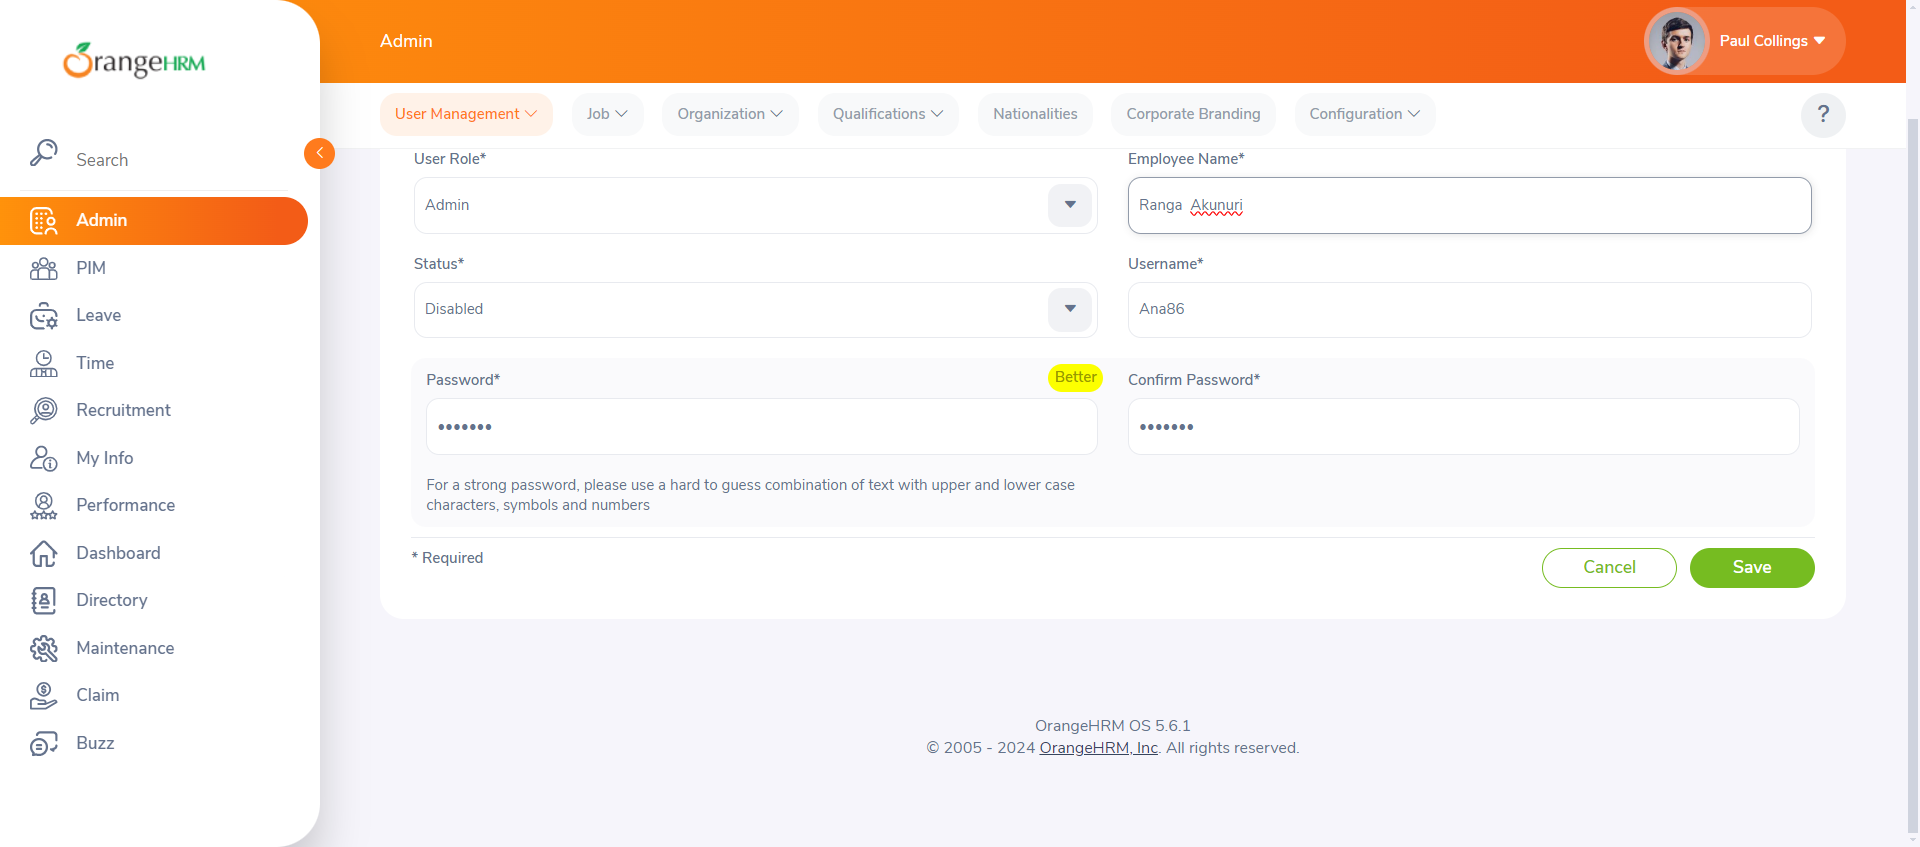 OrangeHRM
Admin
Paul Collings
User Management
Job
Organization
Qualifications
Nationalities
Corporate Branding
Configuration
?
Search
Admin
PIM
Leave
Time
Recruitment
My Info
Performance
Dashboard
Directory
Maintenance
Claim
Buzz
User Role*
Employee Name*
Admin
Ranga  Akunuri
Status*
Username*
Disabled
Ana86
Password*
Better
Confirm Password*
•••••••
•••••••
For a strong password, please use a hard to guess combination of text with upper and lower case
characters, symbols and numbers
* Required
Cancel
Save
OrangeHRM OS 5.6.1
© 2005 - 2024 OrangeHRM, Inc. All rights reserved.